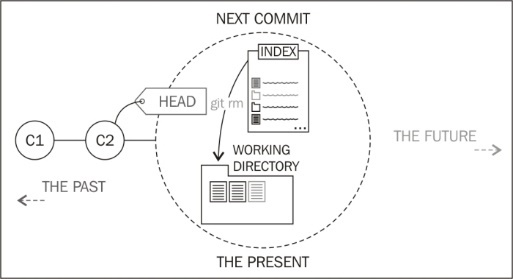 NEXT COMMIT
INDEX
HEAD
git rm
C1
C2
THE FUTURE
WORKING
DIRECTORY
THE PAST
THE PRESENT